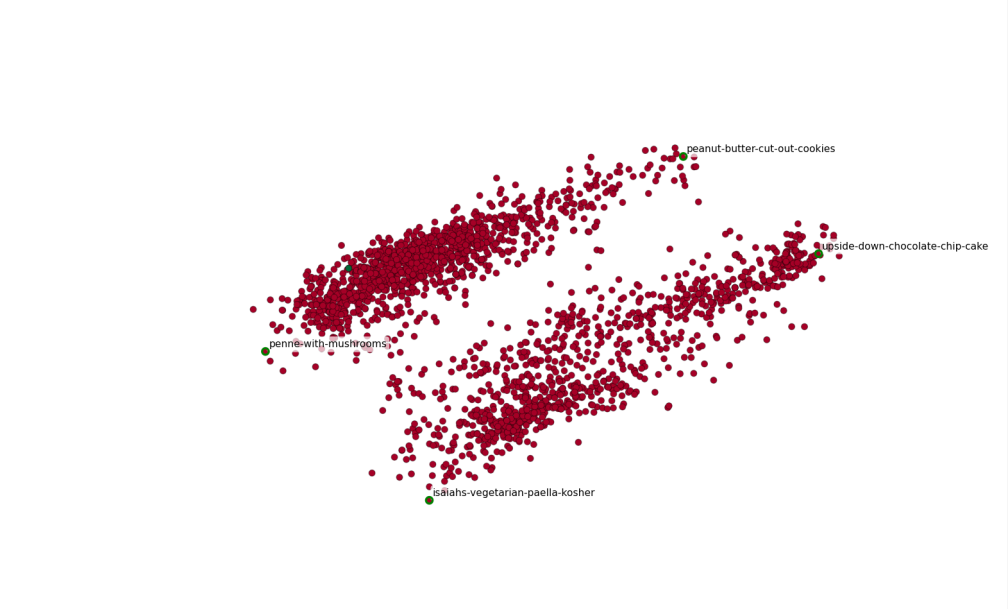 peanut-butter-cut-out-cookies
upside-down-chocolate-chip-cake
penne-with-mushrooms
isaiahs-vegetarian-paella-kosher